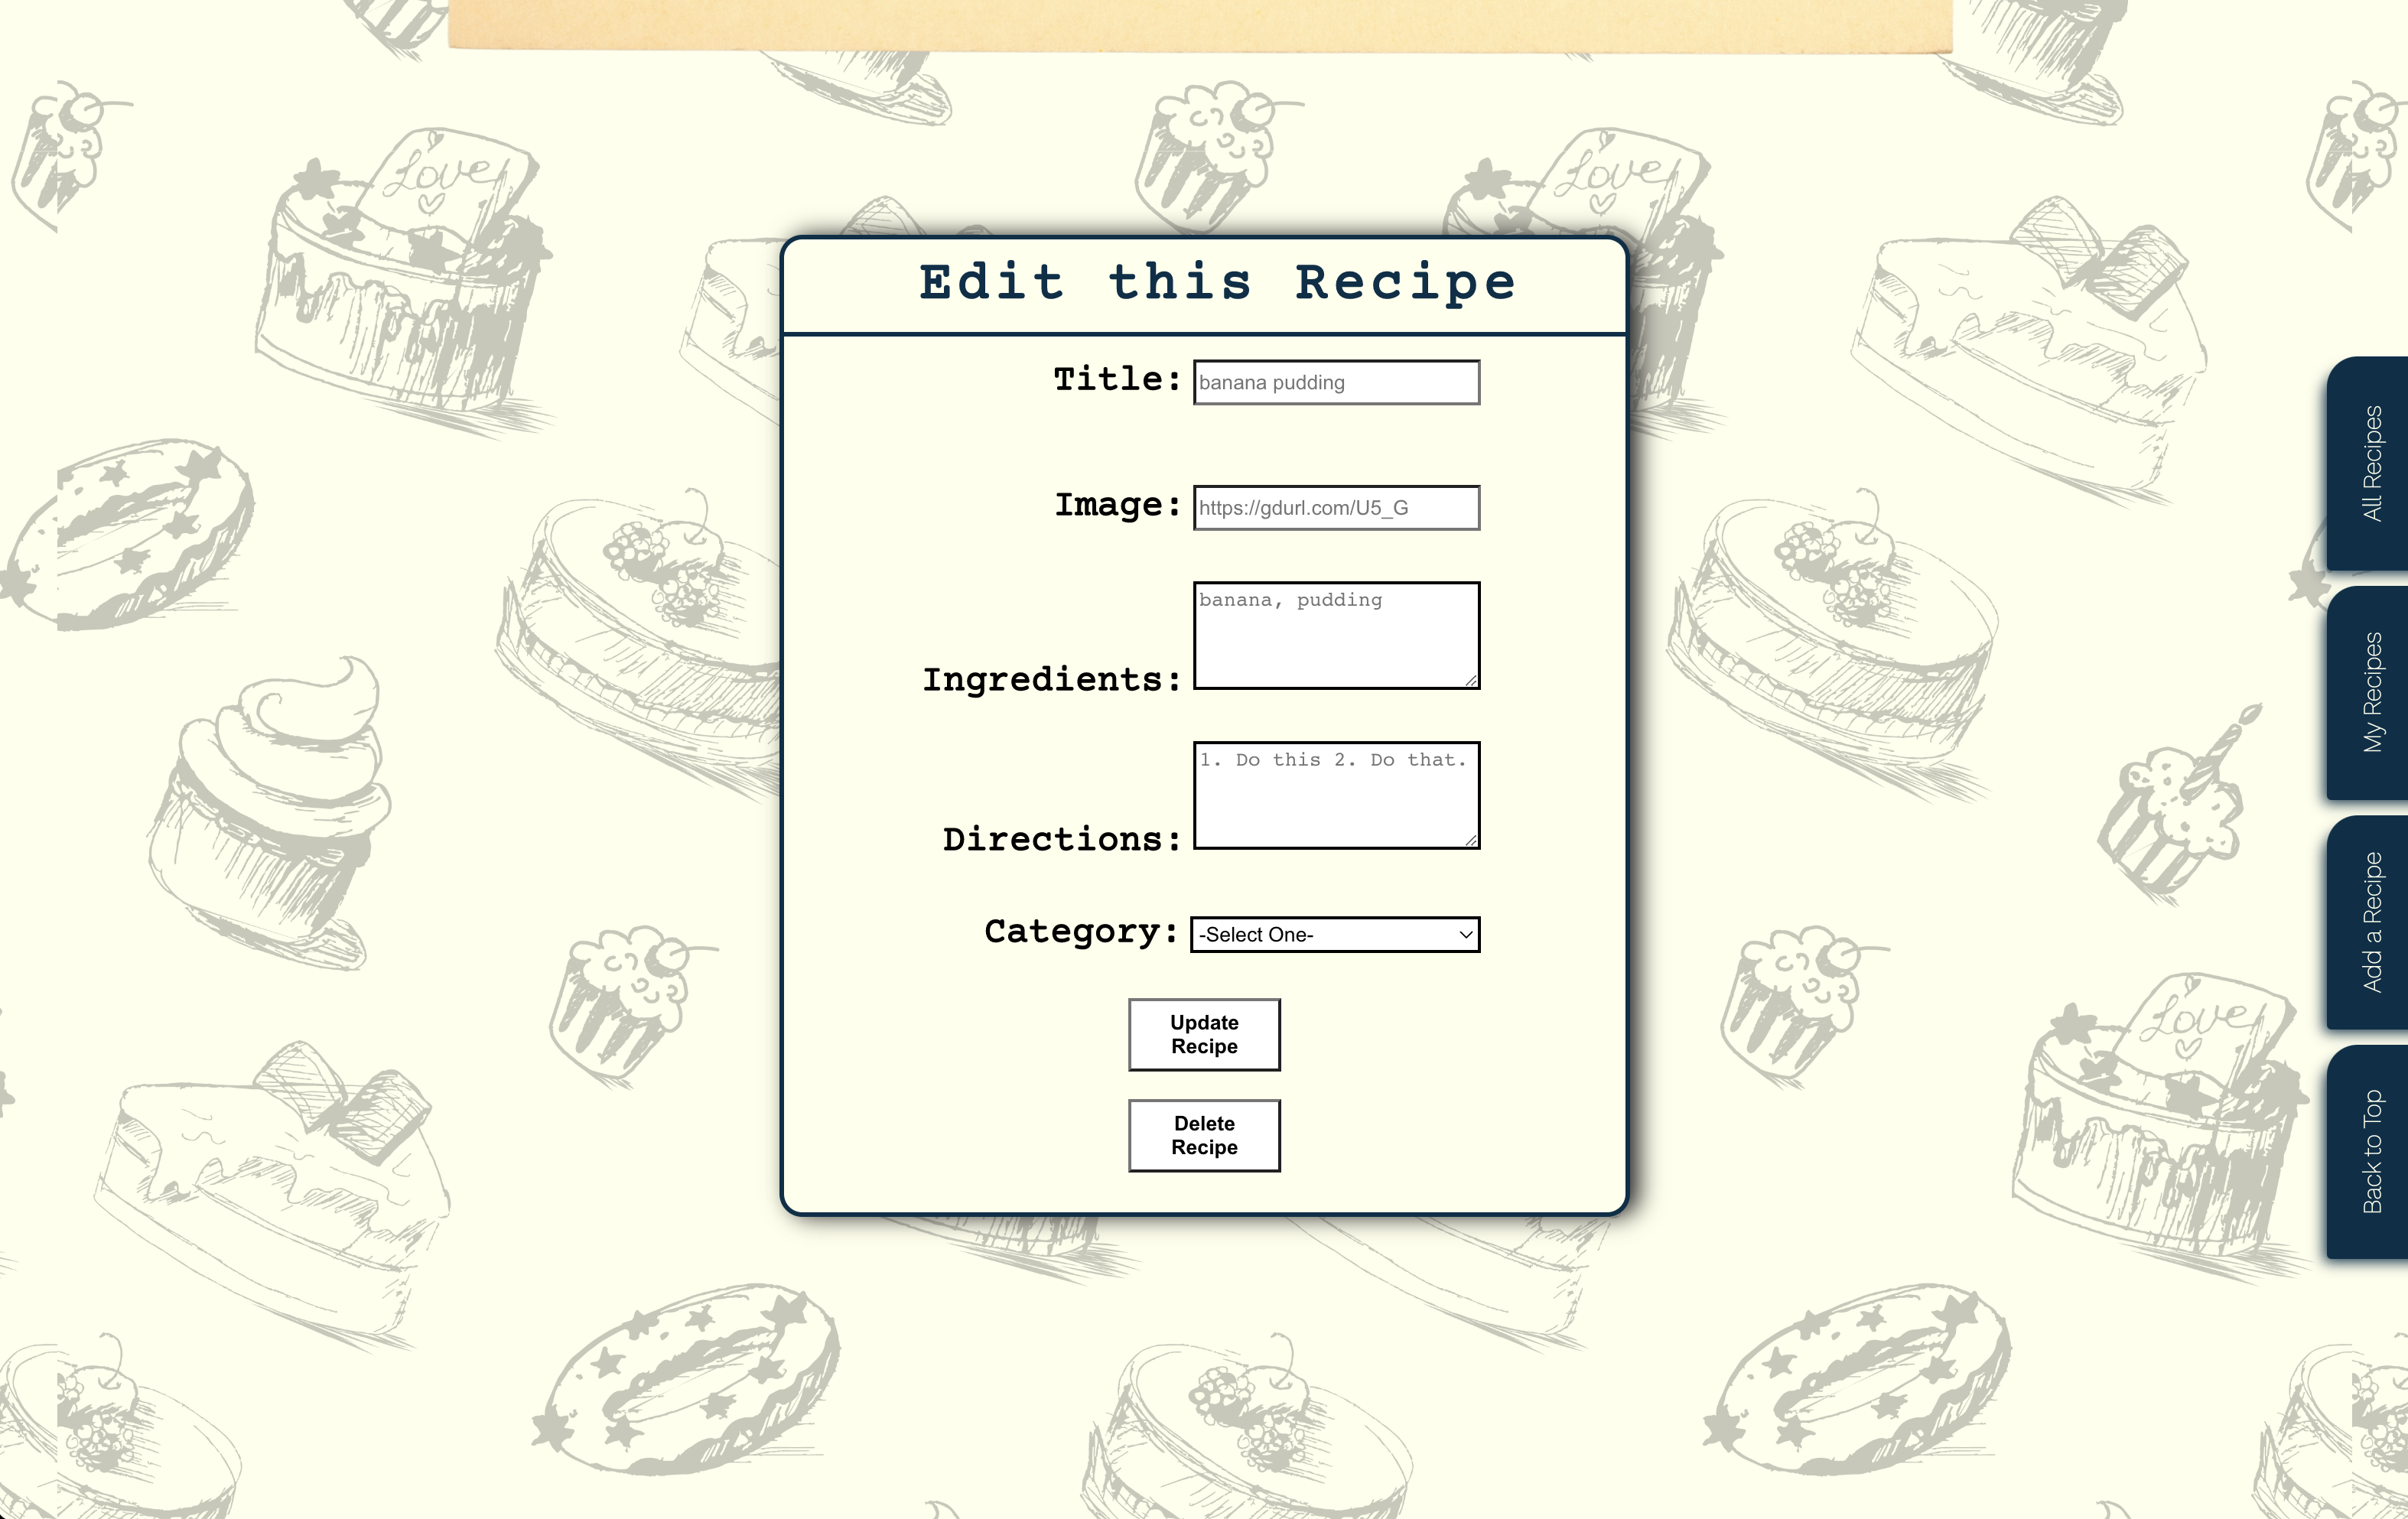 Love
Love
Edit this Recipe
Title: banana pudding
Image: https://gdurl.com/U5_G
Ingredients: banana, pudding
Directions: 1. Do this 2. Do that.
Category: -Select One-
Update
Recipe
Delete
Recipe
All Recipes
My Recipes
Add a Recipe
Back to Top
Love